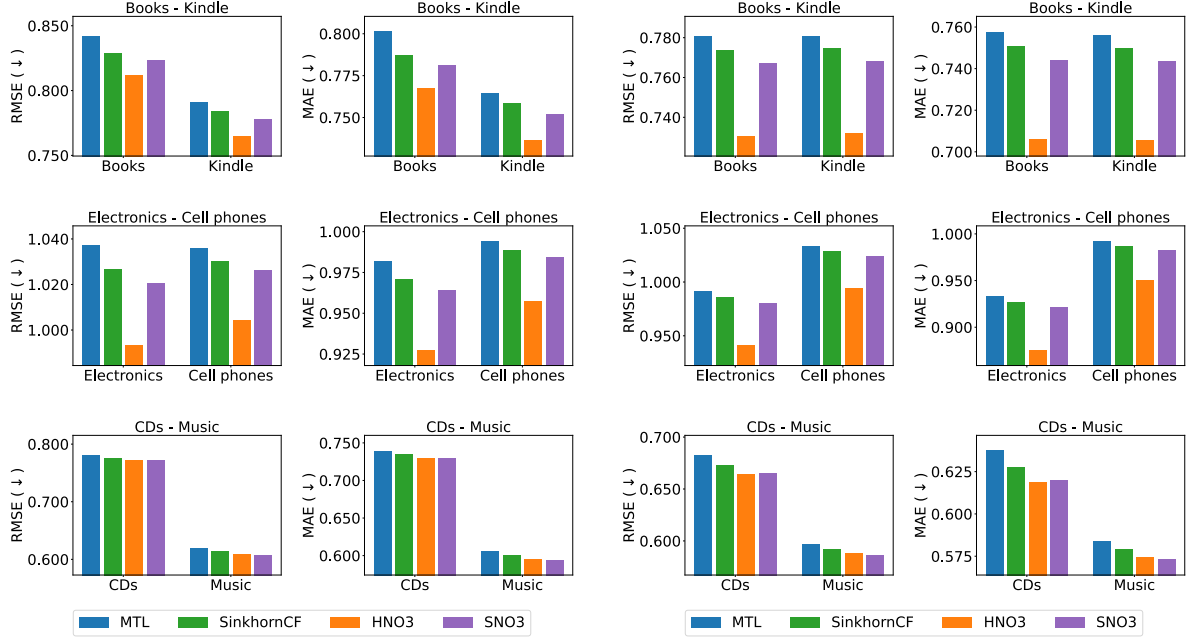 Books - Kindle
RMSE (↓)
0.850
0.800
0.750
Books Kindle
Books - Kindle
MAE (↓)
0.800
0.775
0.750
Books Kindle
Books - Kindle
RMSE (↓)
0.780
0.760
0.740
Books Kindle
Books - Kindle
MAE (↓)
0.760
0.740
0.720
0.700
Books Kindle
Electronics - Cell phones
RMSE (↓)
1.040
1.020
1.000
Electronics Cell phones
Electronics - Cell phones
MAE (↓)
1.000
0.975
0.950
0.925
Electronics Cell phones
Electronics - Cell phones
RMSE (↓)
1.050
1.000
0.950
Electronics Cell phones
Electronics - Cell phones
MAE (↓)
1.000
0.950
0.900
Electronics Cell phones
CDs - Music
RMSE (↓)
0.800
0.700
0.600
CDs Music
CDs - Music
MAE (↓)
0.750
0.700
0.650
0.600
CDs Music
CDs - Music
RMSE (↓)
0.700
0.650
0.600
CDs Music
CDs - Music
MAE (↓)
0.625
0.575
CDs Music
MTL SinkhornCF HNO3 SNO3
MTL SinkhornCF HNO3 SNO3